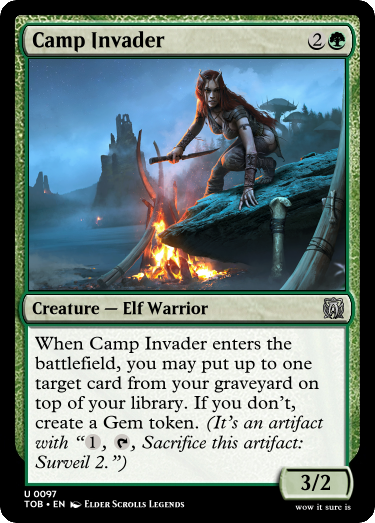 Camp Invader 2
Creature — Elf Warrior
When Camp Invader enters the
battlefield, you may put up to one
target card from your graveyard on
top of your library. If you don't,
create a Gem token. (It's an artifact
with “1, , Sacrifice this artifact:
Surveil 2.”)
3/2
U 0097
TOB • EN Elder Scrolls Legends
wow it sure is